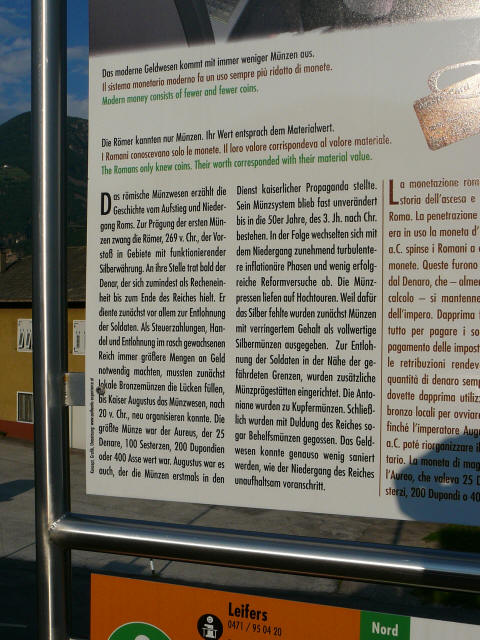 Das moderne Geldwesen kommt mit immer weniger Münzen aus.
Il sistema monetario moderno fa un uso sempre più ridotto di monete.
Modern money consists of fewer and fewer coins.
Die Römer kannten nur Münzen. Ihr Wert entsprach dem Materialwert.
I Romani conoscevano solo le monete. Il loro valore corrispondeva al valore materiale.
The Romans only knew coins. Their worth corresponded with their material value.
Das römische Münzwesen erzählt die
Geschichte vom Aufstieg und Nieder-
gang Roms. Zur Prägung der ersten Mün-
zen zwang die Römer, 269 v. Chr., der Vor-
stoß in Gebiete mit funktionierender
Silberwährung. An ihre Stelle trat bald der
Denar, der sich zumindest als Rechenein-
heit bis zum Ende des Reiches hielt. Er
diente zunächst vor allem zur Entlohnung
der Soldaten. Als Steuerzahlungen, Han-
del und Entlohnung im rasch gewachsenen
Reich immer größere Mengen an Geld
notwendig machten, mussten zunächst
lokale Bronzemünzen die Lücken füllen,
bis Kaiser Augustus das Münzwesen, nach
20 v. Chr., neu organisieren konnte. Die
größte Münze war der Aureus, der 25
Denare, 100 Sesterzen, 200 Dupondien
oder 400 Asse wert war. Augustus war es
auch, der die Münzen erstmals in den
Dienst kaiserlicher Propaganda stellte.
Sein Münzsystem blieb fast unverändert
bis in die 50er Jahre, des 3. Jh. nach Chr.
bestehen. In der Folge wechselten sich mit
dem Niedergang zunehmend turbulente-
re inflationäre Phasen und wenig erfolg-
reiche Reformversuche ab. Die Münz-
pressen liefen auf Hochtouren. Weil dafür
das Silber fehlte wurden zunächst Münzen
mit verringertem Gehalt als vollwertige
Silbermünzen ausgegeben. Zur Entloh-
nung der Soldaten in der Nähe der ge-
fährdeten Grenzen, wurden zusätzliche
Münzprägestätten eingerichtet. Die Anto-
niane wurden zu Kupfermünzen. Schließ-
lich wurden mit Duldung des Reiches so-
gar Behelfsmünzen gegossen. Das Geld-
wesen konnte genauso wenig saniert
werden, wie der Niedergang des Reiches
unaufhaltsam voranschritt.
La monetazione rom
storia dell'ascesa e
Roma. La penetrazione
era in uso la moneta d'
a.C. spinse i Romani a
monete. Queste furono
dal Denaro, che – alme
calcolo – si mantenne
dell'impero. Dapprima
tutto per pagare i so
pagamento delle impost
le retribuzioni rendev
quantità di denaro sem
dovette dapprima utiliz
bronzo locali per ovviare
finché l'imperatore Aug
a.C. poté riorganizzare il
tario. La moneta di mag
l'Aureo, che valeva 25 D
sterzi, 200 Dupondi o 40
Leifers
0471 / 95 04 20
Nord